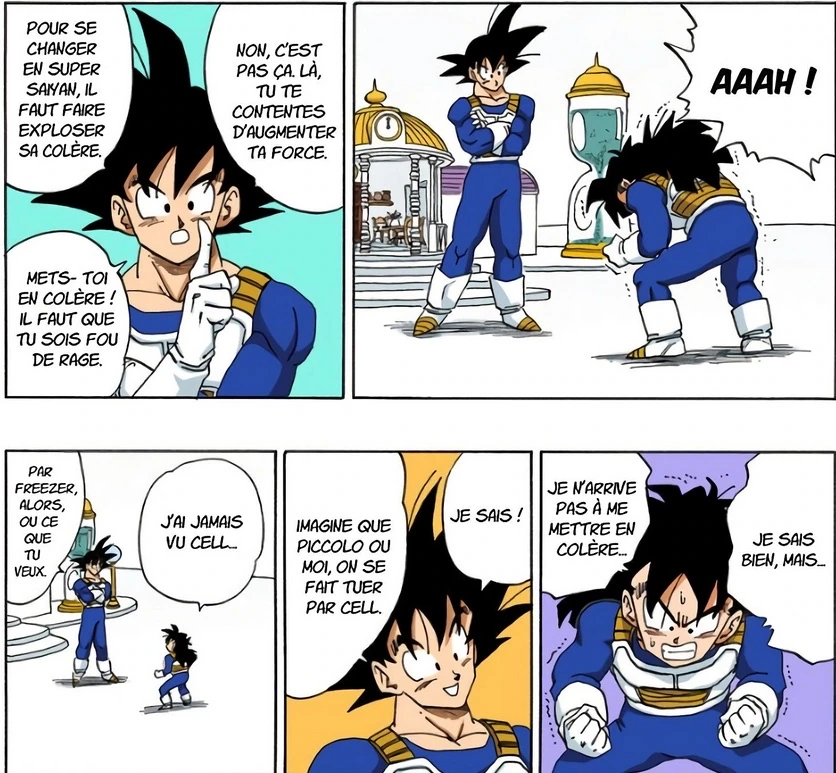 AAAH !
NON, C'EST
PAS ÇA. LÀ,
TU TE
CONTENTES
D'AUGMENTER
TA FORCE.
POUR SE
CHANGER
EN SUPER
SAIYAN, IL
FAUT FAIRE
EXPLOSER
SA COLÈRE.
METS- TOI
EN COLÈRE !
IL FAUT QUE
TU SOIS FOU
DE RAGE.
JE SAIS
BIEN, MAIS...
JE N'ARRIVE
PAS À ME
METTRE EN
COLÈRE...
JE SAIS !
IMAGINE QUE
PICCOLO OU
MOI, ON SE
FAIT TUER
PAR CELL.
J'AI JAMAIS
VU CELL...
PAR
FREEZER,
ALORS,
OU CE
QUE
TU
VEUX.